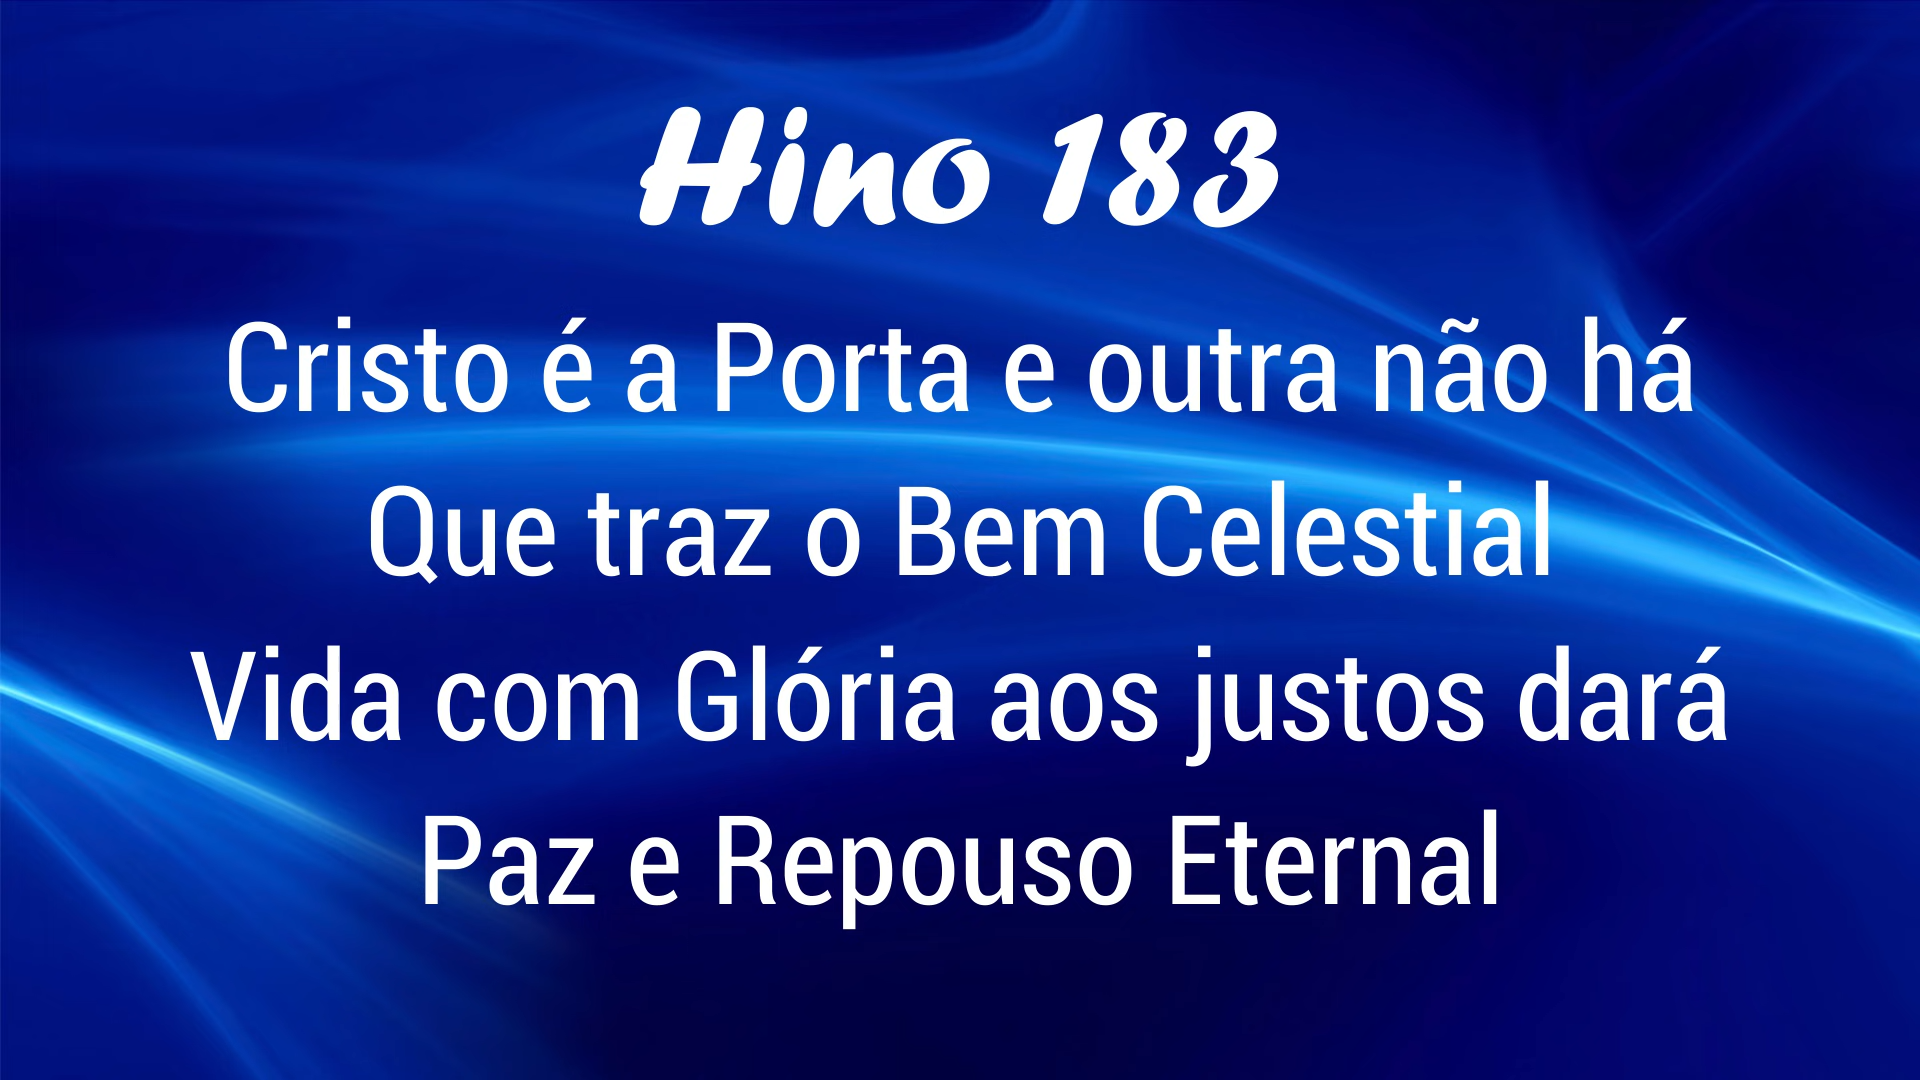 Hino 183
Cristo é a Porta e outra não há
Que traz o Bem Celestial
Vida com Glória aos justos dará
Paz e Repouso Eternal